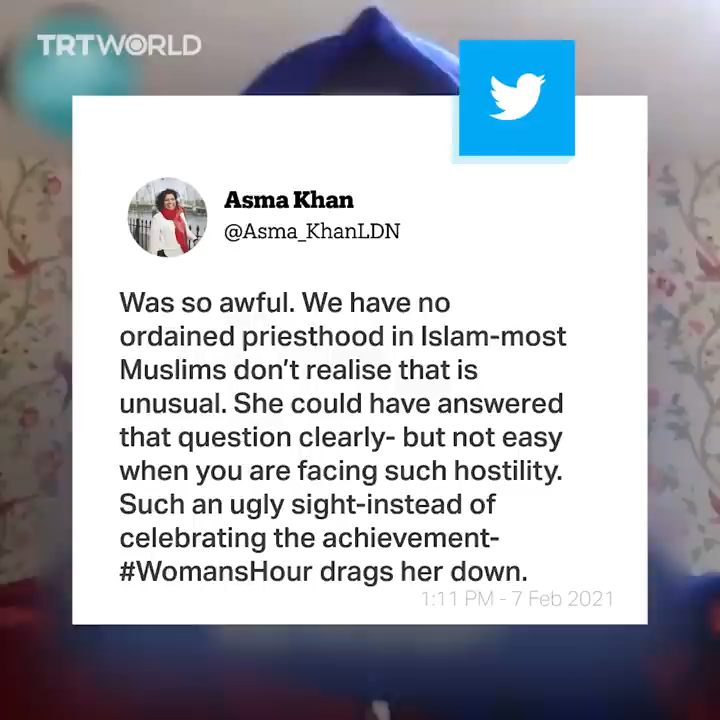 TRTWORLD
Asma Khan
@Asma_KhanLDN
Was so awful. We have no
ordained priesthood in Islam-most
Muslims don’t realise that is
unusual. She could have answered
that question clearly- but not easy
when you are facing such hostility.
Such an ugly sight-instead of
celebrating the achievement-
#WomansHour drags her down.
1:11 PM - 7 Feb 2021